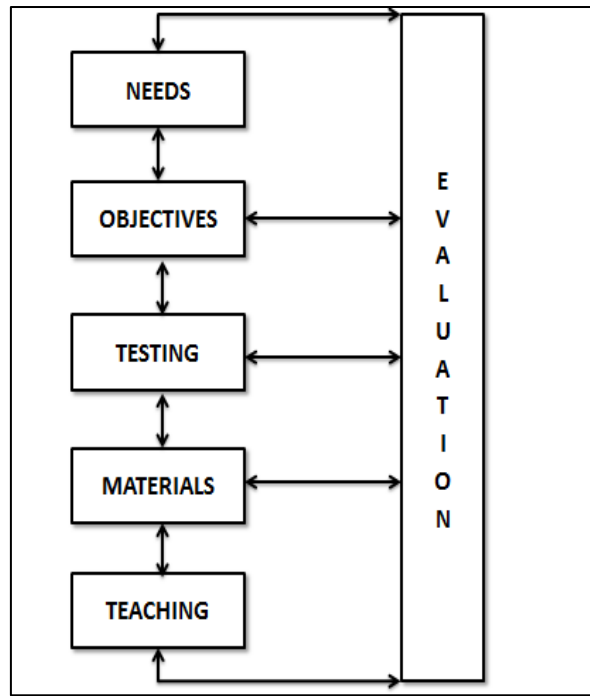 NEEDS
OBJECTIVES
TESTING
MATERIALS
TEACHING
E
V
A
L
U
A
T
I
O
N